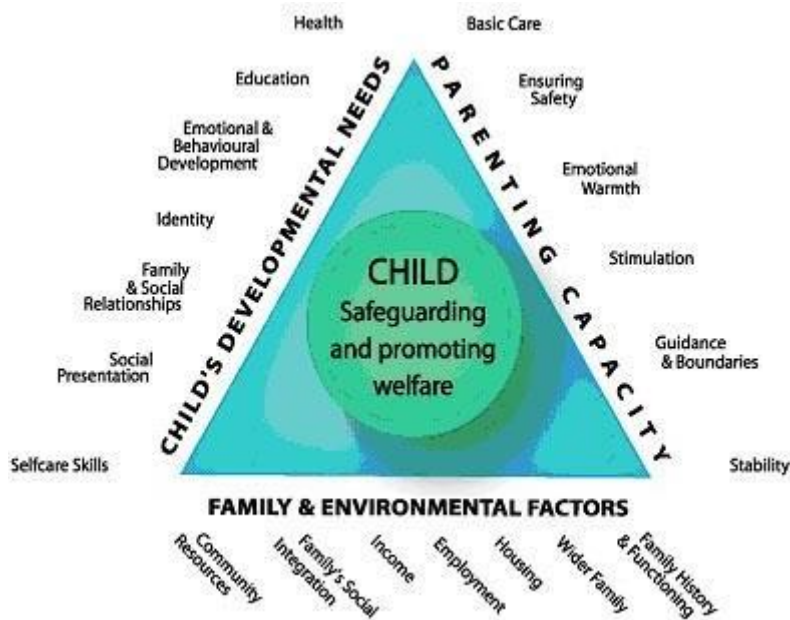 Health
Education
Emotional &
Behavioural
Development
Identity
Family
& Social
Relationships
Social
Presentation
Selfcare Skills
CHILD'S DEVELOPMENTAL NEEDS
Basic Care
Ensuring
Safety
Emotional
Warmth
Stimulation
Guidance
& Boundaries
Stability
PARENTING CAPACITY
CHILD
Safeguarding
and promoting
welfare
FAMILY & ENVIRONMENTAL FACTORS
Community
Resources
Family's Social
Integration
Income
Employment
Housing
Wider Family
Family History
& Functioning